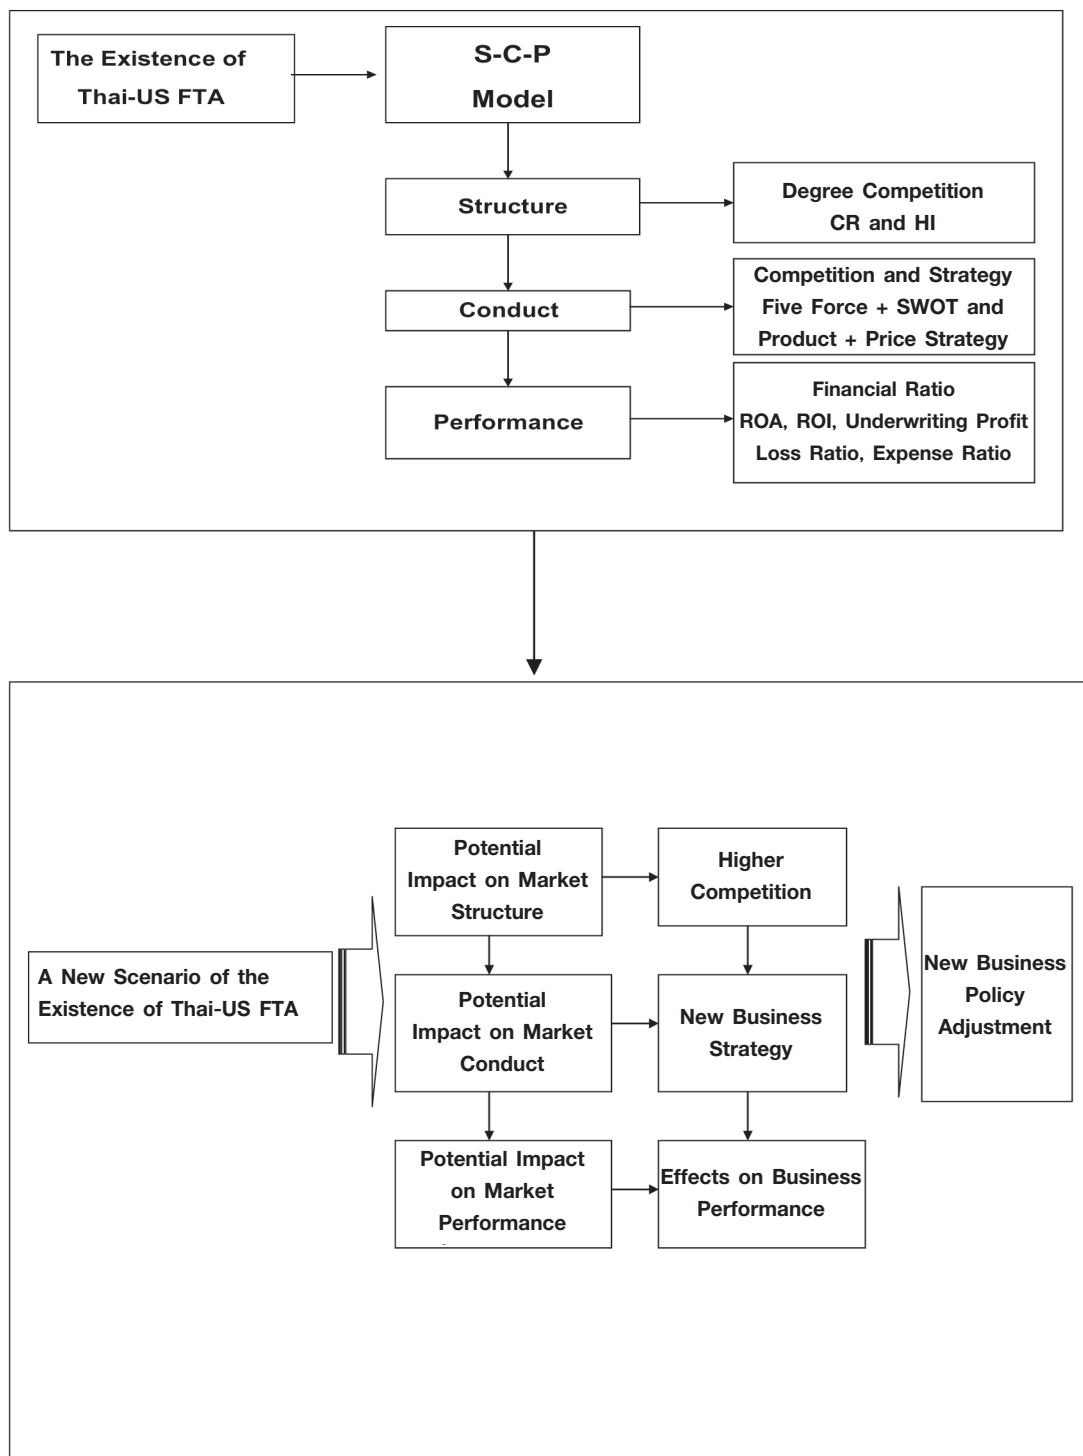 The Existence of
Thai-US FTA
S-C-P
Model
Structure
Degree Competition
CR and HI
Conduct
Competition and Strategy
Five Force + SWOT and
Product + Price Strategy
Performance
Financial Ratio
ROA, ROI, Underwriting Profit
Loss Ratio, Expense Ratio
A New Scenario of the
Existence of Thai-US FTA
Potential
Impact on Market
Structure
Higher
Competition
Potential
Impact on Market
Conduct
New Business
Strategy
Potential Impact
on Market
Performance
Effects on Business
Performance
New Business
Policy
Adjustment